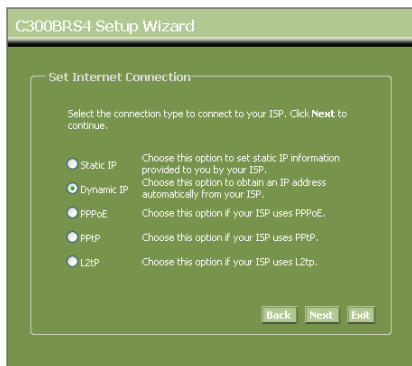 C300BRS4 Setup Wizard
Set Internet Connection
Select the connection type to connect to your ISP. Click Next to
continue.
Static IP
Choose this option to set static IP information
provided to you by your ISP.
Dynamic IP
Choose this option to obtain an IP address
automatically from your ISP.
PPPoE
Choose this option if your ISP uses PPPoE.
PPtP
Choose this option if your ISP uses PPtP.
L2tP
Choose this option if your ISP uses L2tp.
Back Next Exit